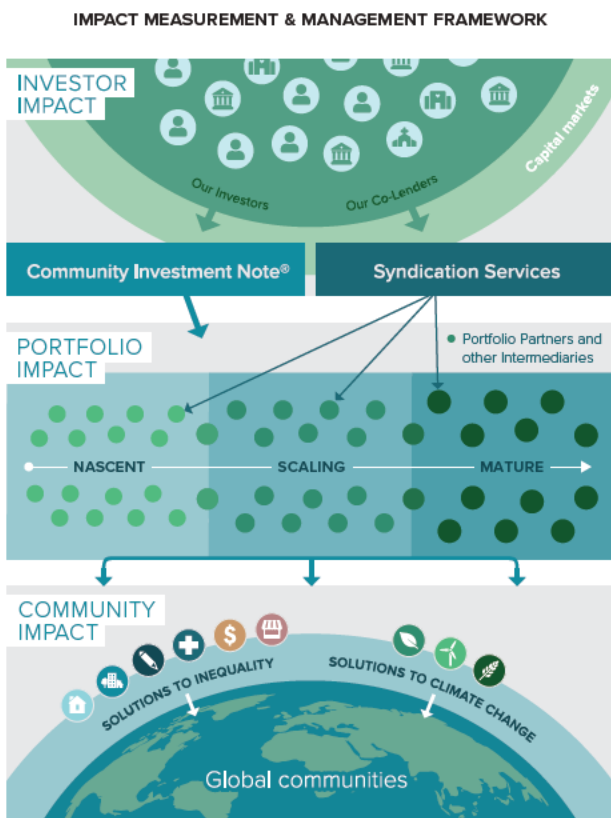 IMPACT MEASUREMENT & MANAGEMENT FRAMEWORK
INVESTOR
IMPACT
Capital markets
Our Investors
Our Co-Lenders
Community Investment Note®
Syndication Services
PORTFOLIO
IMPACT
Portfolio Partners and
other Intermediaries
NASCENT
SCALING
MATURE
COMMUNITY
IMPACT
$
SOLUTIONS TO INEQUALITY
SOLUTIONS TO CLIMATE CHANGE
Global communities